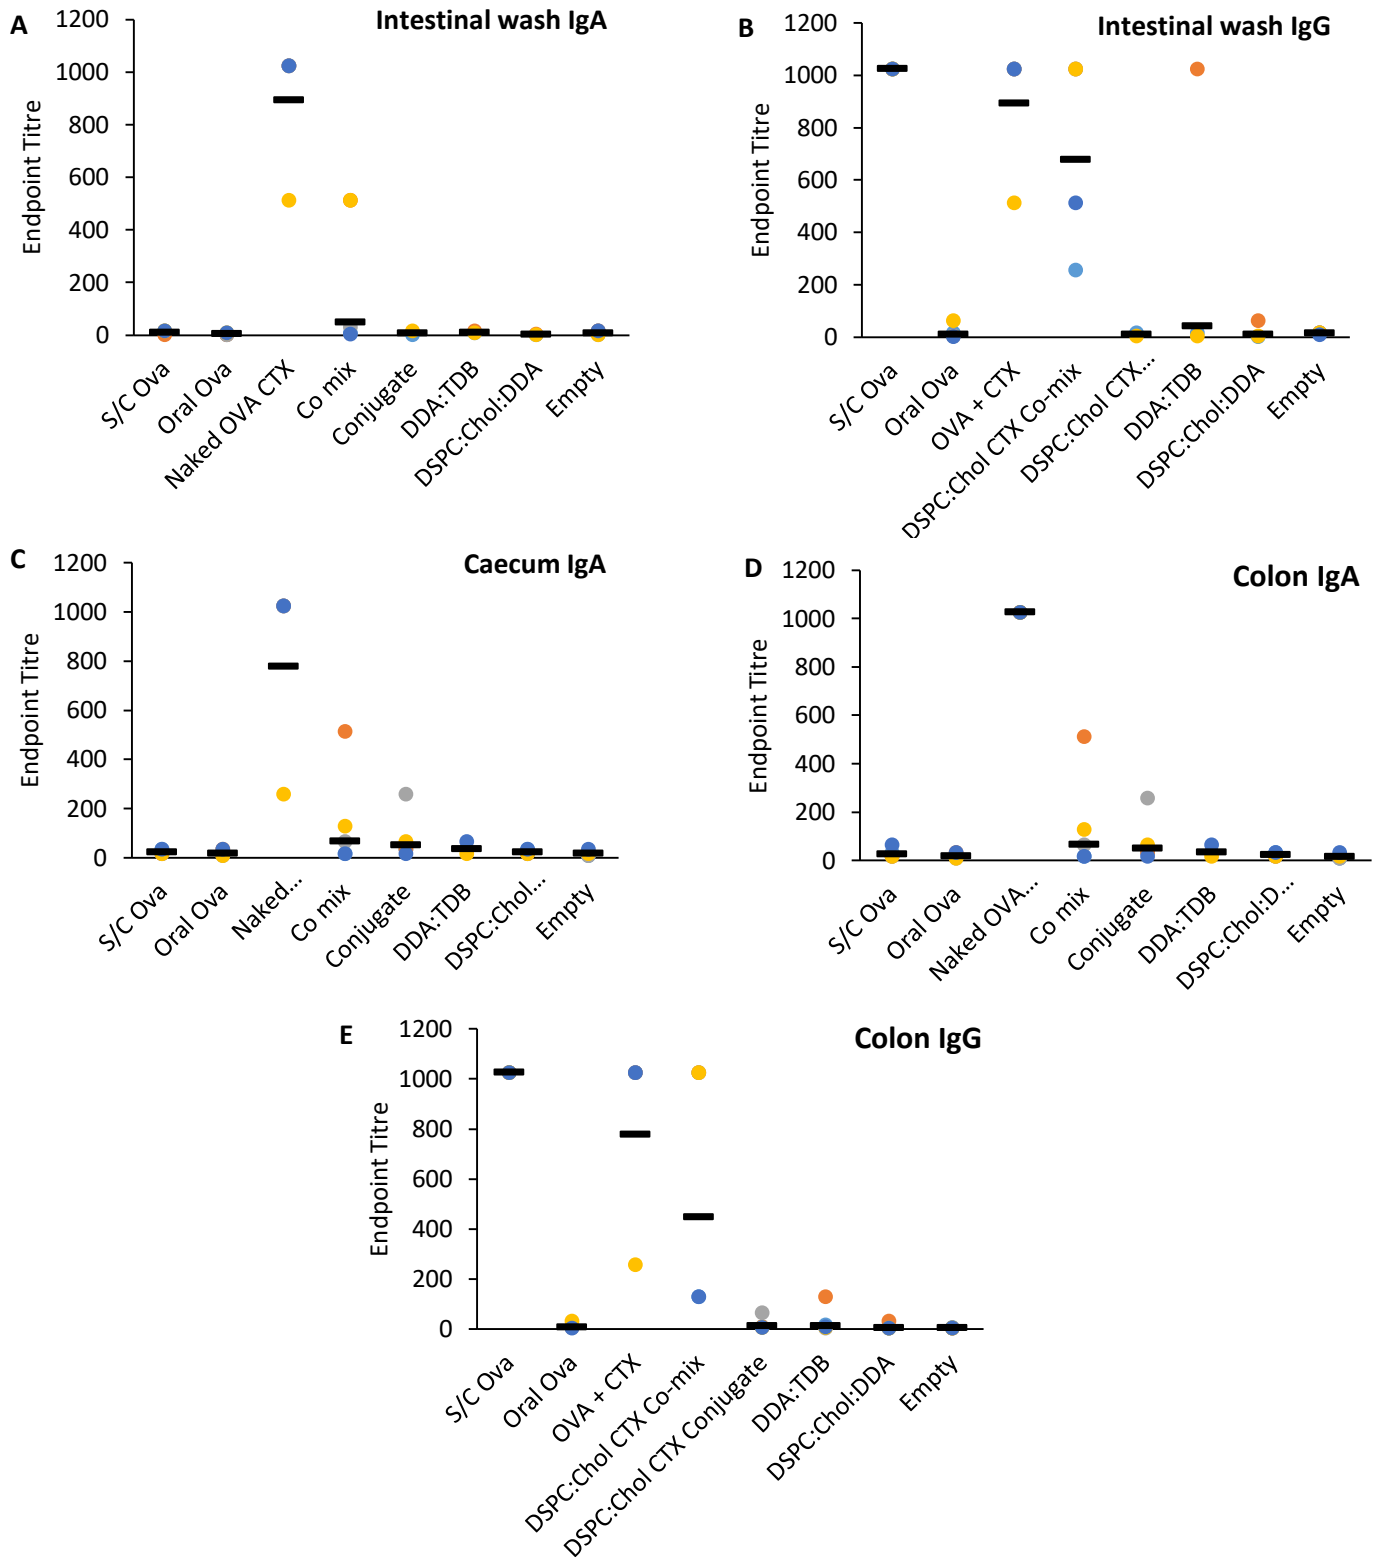 A
Intestinal wash IgA
Endpoint Titre
1200
1000
800
600
400
200
0
S/C Ova
Oral Ova
Naked OVA CTX
Co mix
Conjugate
DDA:TDB
DSPC:Chol:DDA
Empty
B
Intestinal wash IgG
Endpoint Titre
1200
1000
800
600
400
200
0
S/C Ova
Oral Ova
OVA + CTX
DSPC:Chol CTX Co-mix
DSPC:Chol CTX...
DDA:TDB
DSPC:Chol:DDA
Empty
C
Caecum IgA
Endpoint Titre
1200
1000
800
600
400
200
0
S/C Ova
Oral Ova
Naked...
Co mix
Conjugate
DDA:TDB
DSPC:Chol...
Empty
D
Colon IgA
Endpoint Titre
1200
1000
800
600
400
200
0
S/C Ova
Oral Ova
Naked OVA...
Co mix
Conjugate
DDA:TDB
DSPC:Chol:D...
Empty
E
Colon IgG
Endpoint Titre
1200
1000
800
600
400
200
0
S/C Ova
Oral Ova
OVA + CTX
DSPC:Chol CTX Co-mix
DSPC:Chol CTX Conjugate
DDA:TDB
DSPC:Chol:DDA
Empty